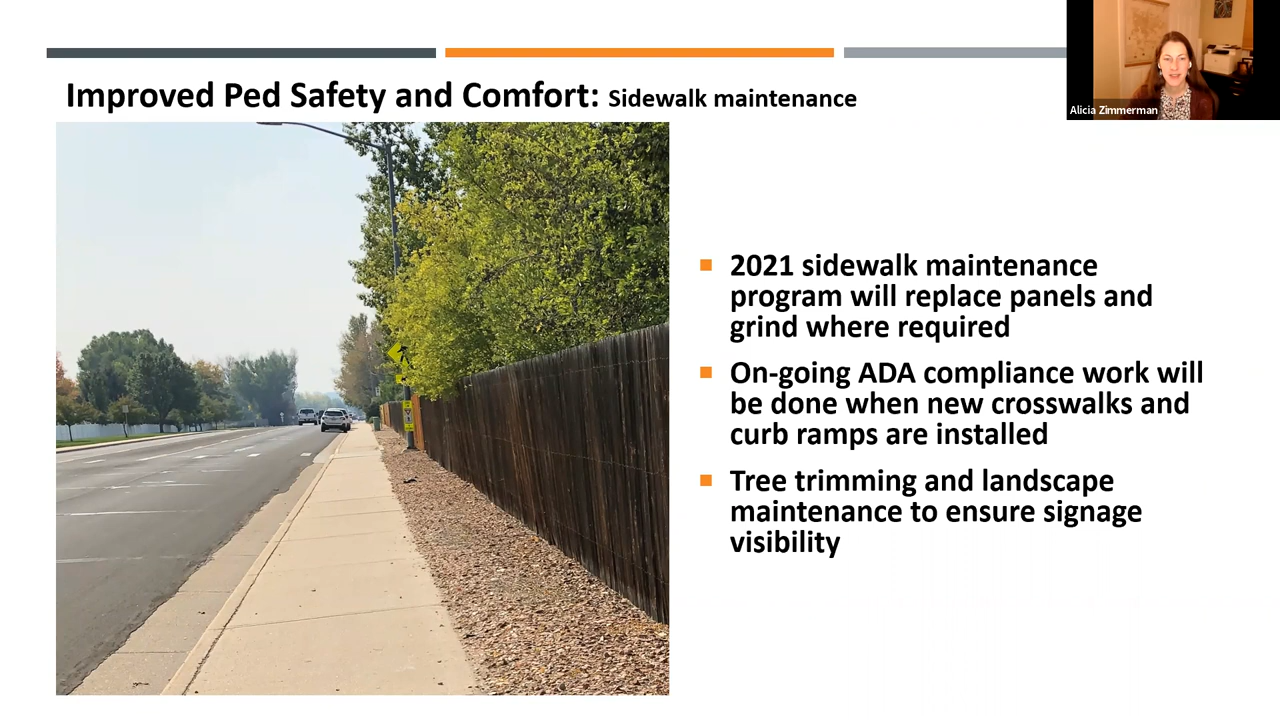 Improved Ped Safety and Comfort: Sidewalk maintenance
Alicia Zimmerman
2021 sidewalk maintenance
program will replace panels and
grind where required
On-going ADA compliance work will
be done when new crosswalks and
curb ramps are installed
Tree trimming and landscape
maintenance to ensure signage
visibility